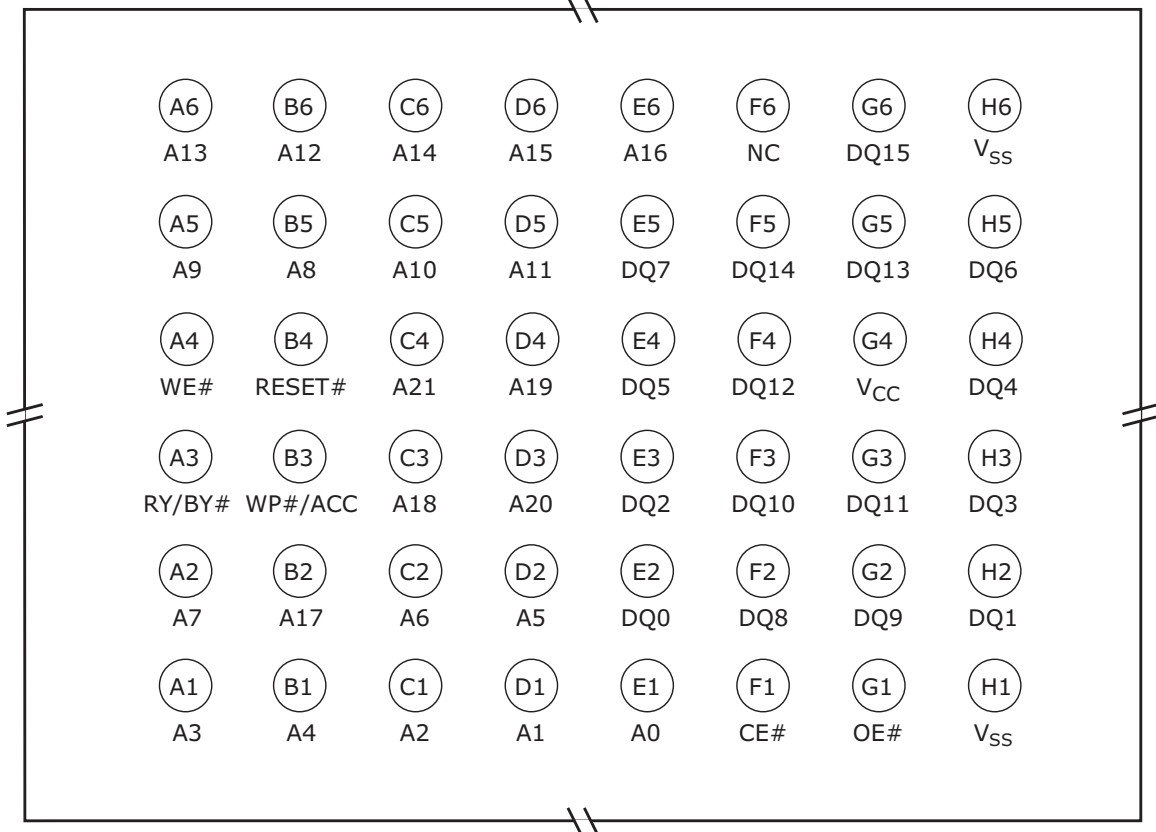 A6 B6 C6 D6 E6 F6 G6 H6
A13 A12 A14 A15 A16 NC DQ15 VSS
A5 B5 C5 D5 E5 F5 G5 H5
A9 A8 A10 A11 DQ7 DQ14 DQ13 DQ6
A4 B4 C4 D4 E4 F4 G4 H4
WE# RESET# A21 A19 DQ5 DQ12 VCC DQ4
A3 B3 C3 D3 E3 F3 G3 H3
RY/BY# WP#/ACC A18 A20 DQ2 DQ10 DQ11 DQ3
A2 B2 C2 D2 E2 F2 G2 H2
A7 A17 A6 A5 DQ0 DQ8 DQ9 DQ1
A1 B1 C1 D1 E1 F1 G1 H1
A3 A4 A2 A1 A0 CE# OE# VSS